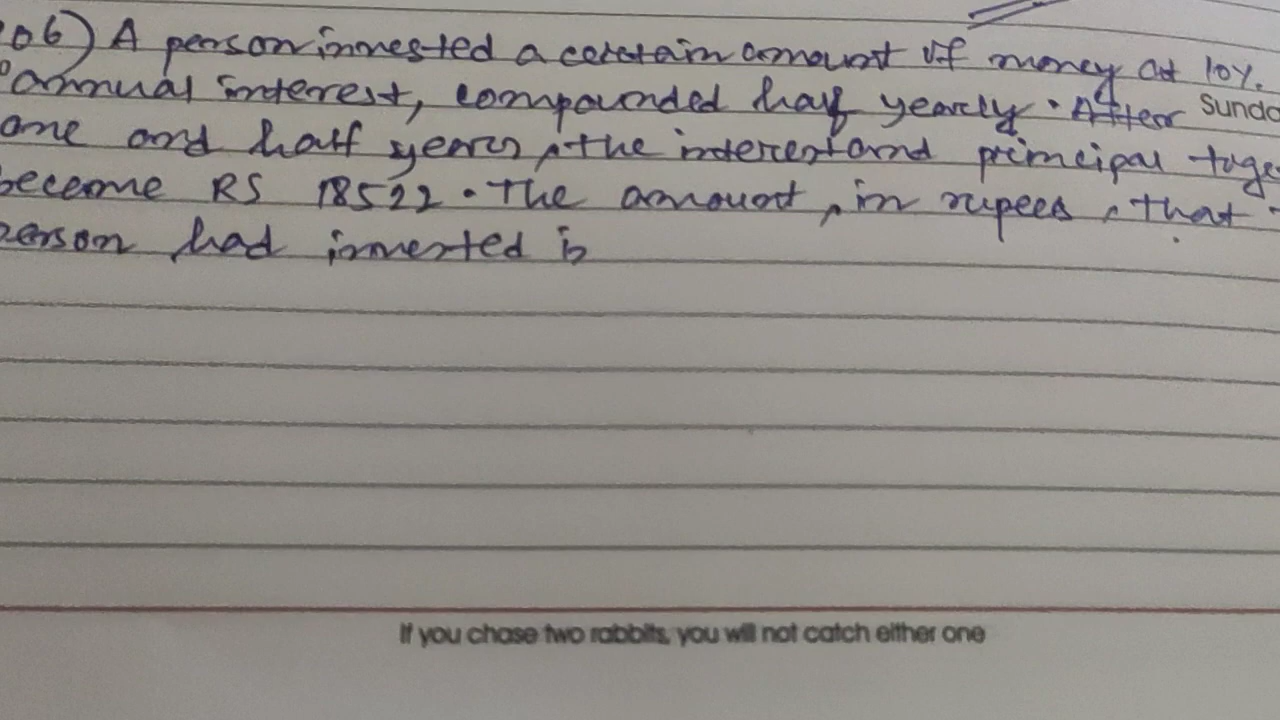 06) A person invested a certain amount of money at 10%.
annual interest, compounded half yearly. After
Sunda
one and half years, the interest and principal toge
become RS 18522. The amount, in rupees, that
person had invested is
If you chase two rabbits, you will not catch either one